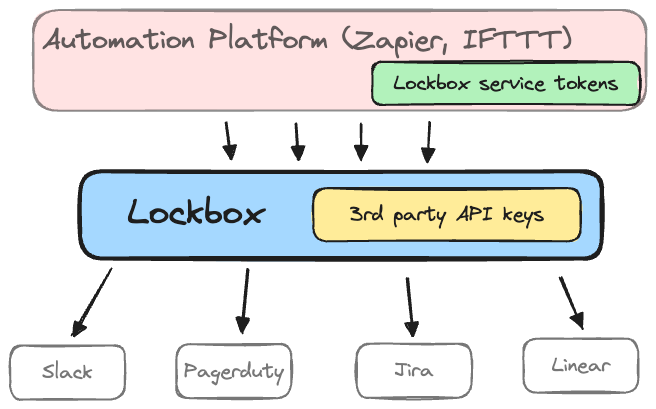 Automation Platform (Zapier, IFTTT)
Lockbox service tokens
Lockbox
3rd party API keys
Slack
Pagerduty
Jira
Linear